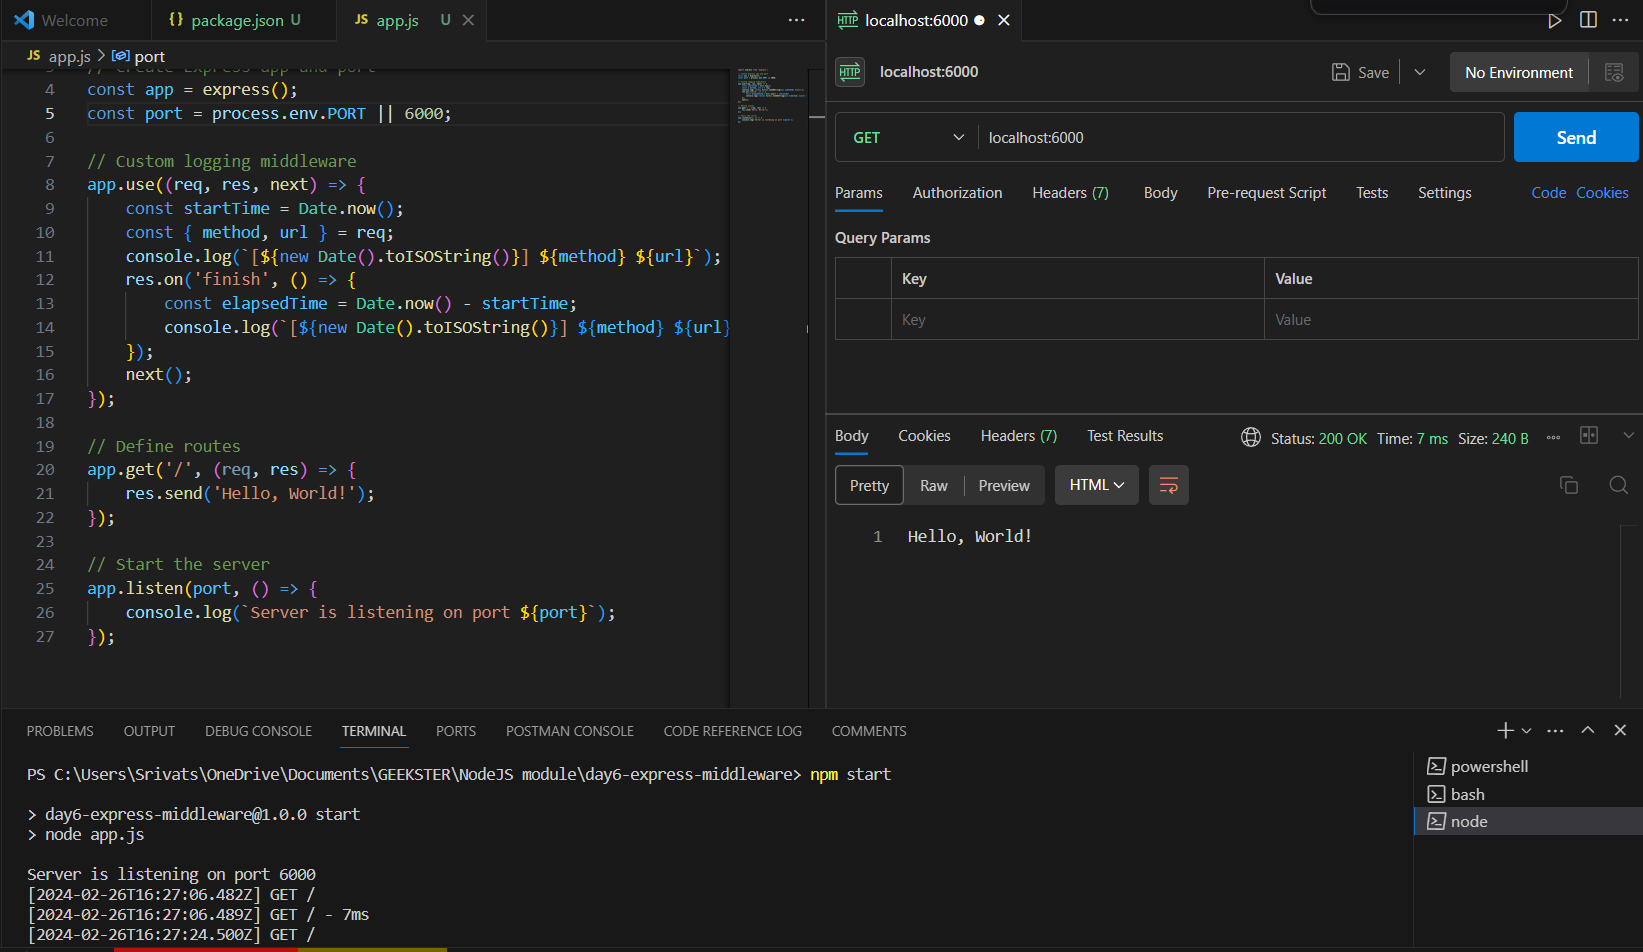 Welcome
{} package.json U
JS app.js U
JS app.js > port
4 const app = express();
5 const port = process.env.PORT || 6000;
6
7 // Custom logging middleware
8 app.use((req, res, next) => {
9 const startTime = Date.now();
10 const { method, url } = req;
11 console.log(`[${new Date().toISOString()}] ${method} ${url}`);
12 res.on('finish', () => {
13 const elapsedTime = Date.now() - startTime;
14 console.log(`[${new Date().toISOString()}] ${method} ${url}
15 });
16 next();
17 });
18
19 // Define routes
20 app.get('/', (req, res) => {
21 res.send('Hello, World!');
22 });
23
24 // Start the server
25 app.listen(port, () => {
26 console.log(`Server is listening on port ${port}`);
27 });
HTTP localhost:6000
HTTP localhost:6000
Save
No Environment
GET localhost:6000 Send
Params Authorization Headers (7) Body Pre-request Script Tests Settings Code Cookies
Query Params
Key Value
Key Value
Body Cookies Headers (7) Test Results Status: 200 OK Time: 7 ms Size: 240 B
Pretty Raw Preview HTML
1 Hello, World!
PROBLEMS OUTPUT DEBUG CONSOLE TERMINAL PORTS POSTMAN CONSOLE CODE REFERENCE LOG COMMENTS
PS C:\Users\Srivats\OneDrive\Documents\GEEKSTER\NodeJS module\day6-express-middleware> npm start
> day6-express-middleware@1.0.0 start
> node app.js
Server is listening on port 6000
[2024-02-26T16:27:06.482Z] GET /
[2024-02-26T16:27:06.489Z] GET / - 7ms
[2024-02-26T16:27:24.500Z] GET /
powershell
bash
node